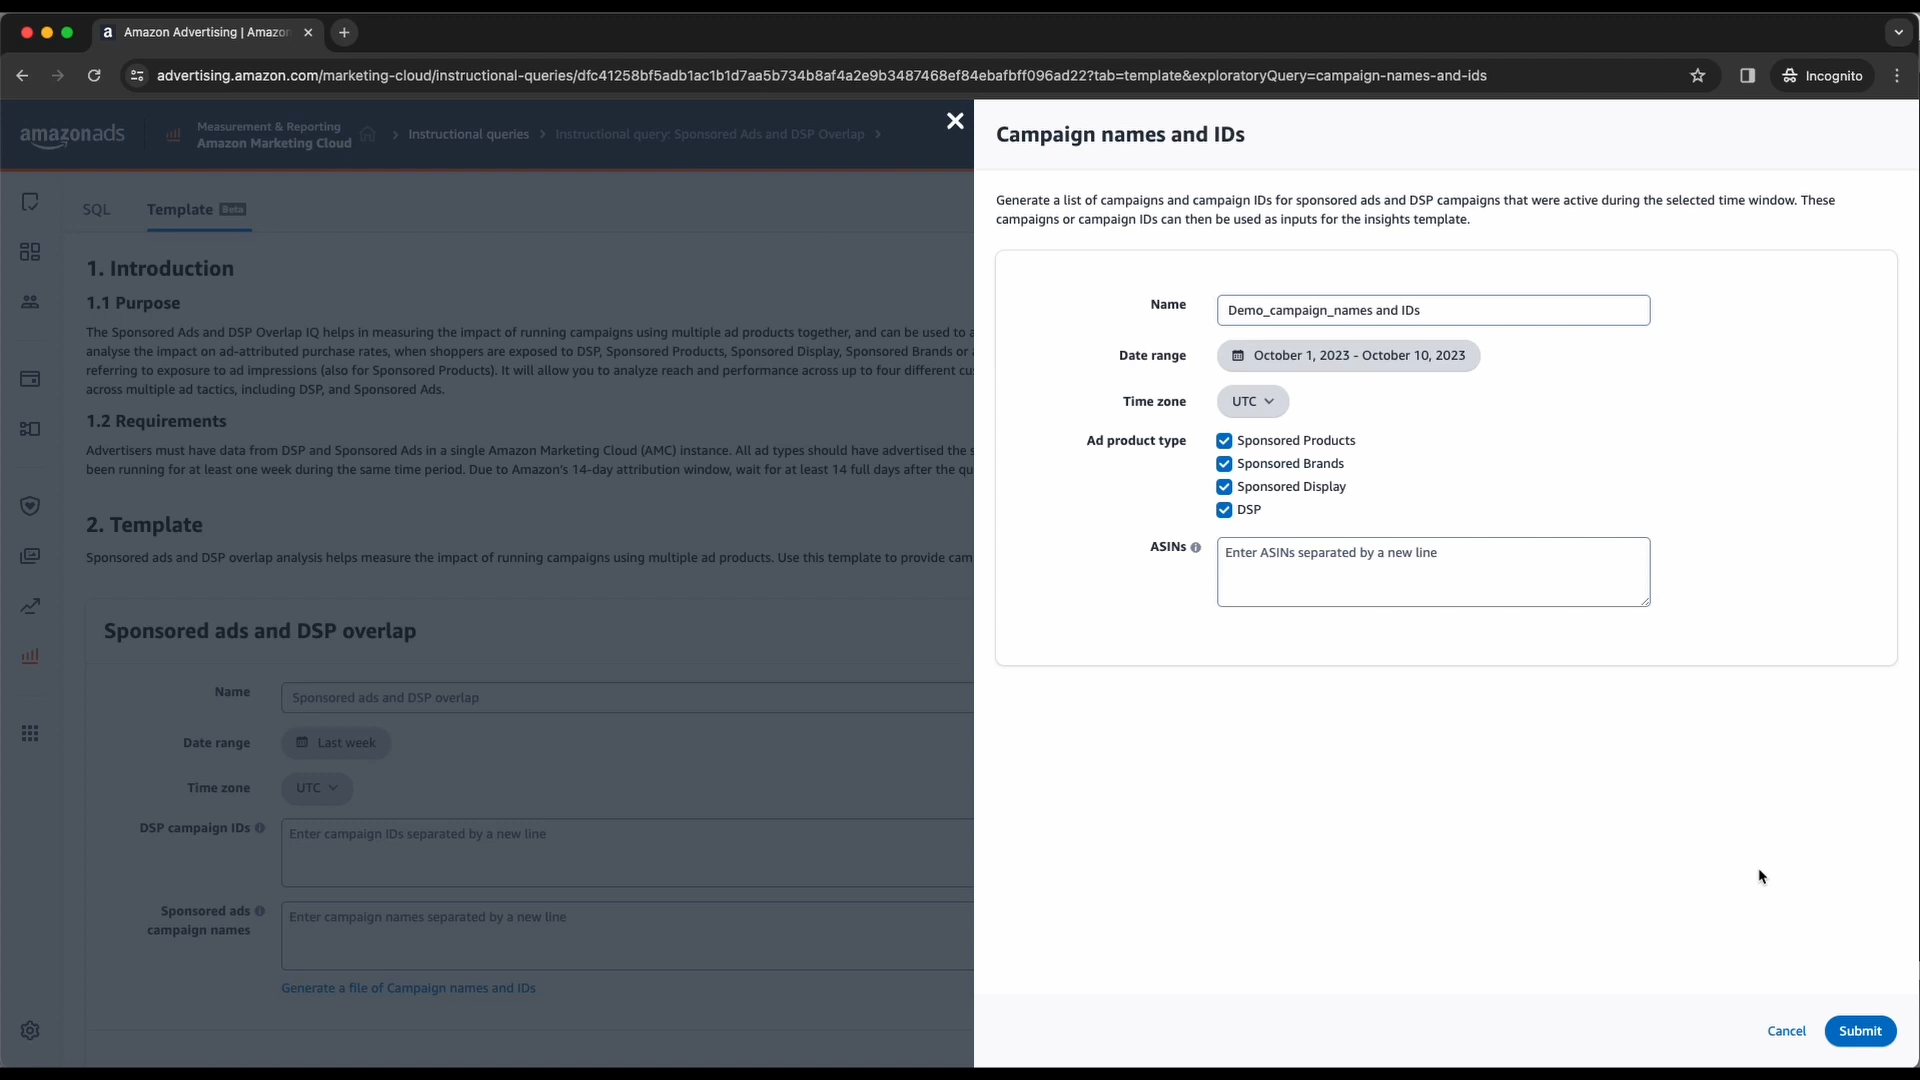 Amazon Advertising | Amazon
advertising.amazon.com/marketing-cloud/instructional-queries/dfc41258bf5adb1ac1b1d7aa5b734b8af4a2e9b3487468ef84ebafbff096ad22?tab=template&exploratoryQuery=campaign-names-and-ids
Incognito
amazonads
Measurement & Reporting
Amazon Marketing Cloud
Instructional queries
Instructional query: Sponsored Ads and DSP Overlap
SQL
Template Beta
1. Introduction
1.1 Purpose
The Sponsored Ads and DSP Overlap IQ helps in measuring the impact of running campaigns using multiple ad products together, and can be used to a
analyse the impact on ad-attributed purchase rates, when shoppers are exposed to DSP, Sponsored Products, Sponsored Display, Sponsored Brands or a
referring to exposure to ad impressions (also for Sponsored Products). It will allow you to analyze reach and performance across up to four different cu
across multiple ad tactics, including DSP, and Sponsored Ads.
1.2 Requirements
Advertisers must have data from DSP and Sponsored Ads in a single Amazon Marketing Cloud (AMC) instance. All ad types should have advertised the s
been running for at least one week during the same time period. Due to Amazon's 14-day attribution window, wait for at least 14 full days after the qu
2. Template
Sponsored ads and DSP overlap analysis helps measure the impact of running campaigns using multiple ad products. Use this template to provide cam
Sponsored ads and DSP overlap
Name
Sponsored ads and DSP overlap
Date range
Last week
Time zone
UTC
DSP campaign IDs
Enter campaign IDs separated by a new line
Sponsored ads
campaign names
Enter campaign names separated by a new line
Generate a file of Campaign names and IDs
Campaign names and IDs
Generate a list of campaigns and campaign IDs for sponsored ads and DSP campaigns that were active during the selected time window. These
campaigns or campaign IDs can then be used as inputs for the insights template.
Name
Demo_campaign_names and IDs
Date range
October 1, 2023 - October 10, 2023
Time zone
UTC
Ad product type
Sponsored Products
Sponsored Brands
Sponsored Display
DSP
ASINs
Enter ASINs separated by a new line
Cancel
Submit